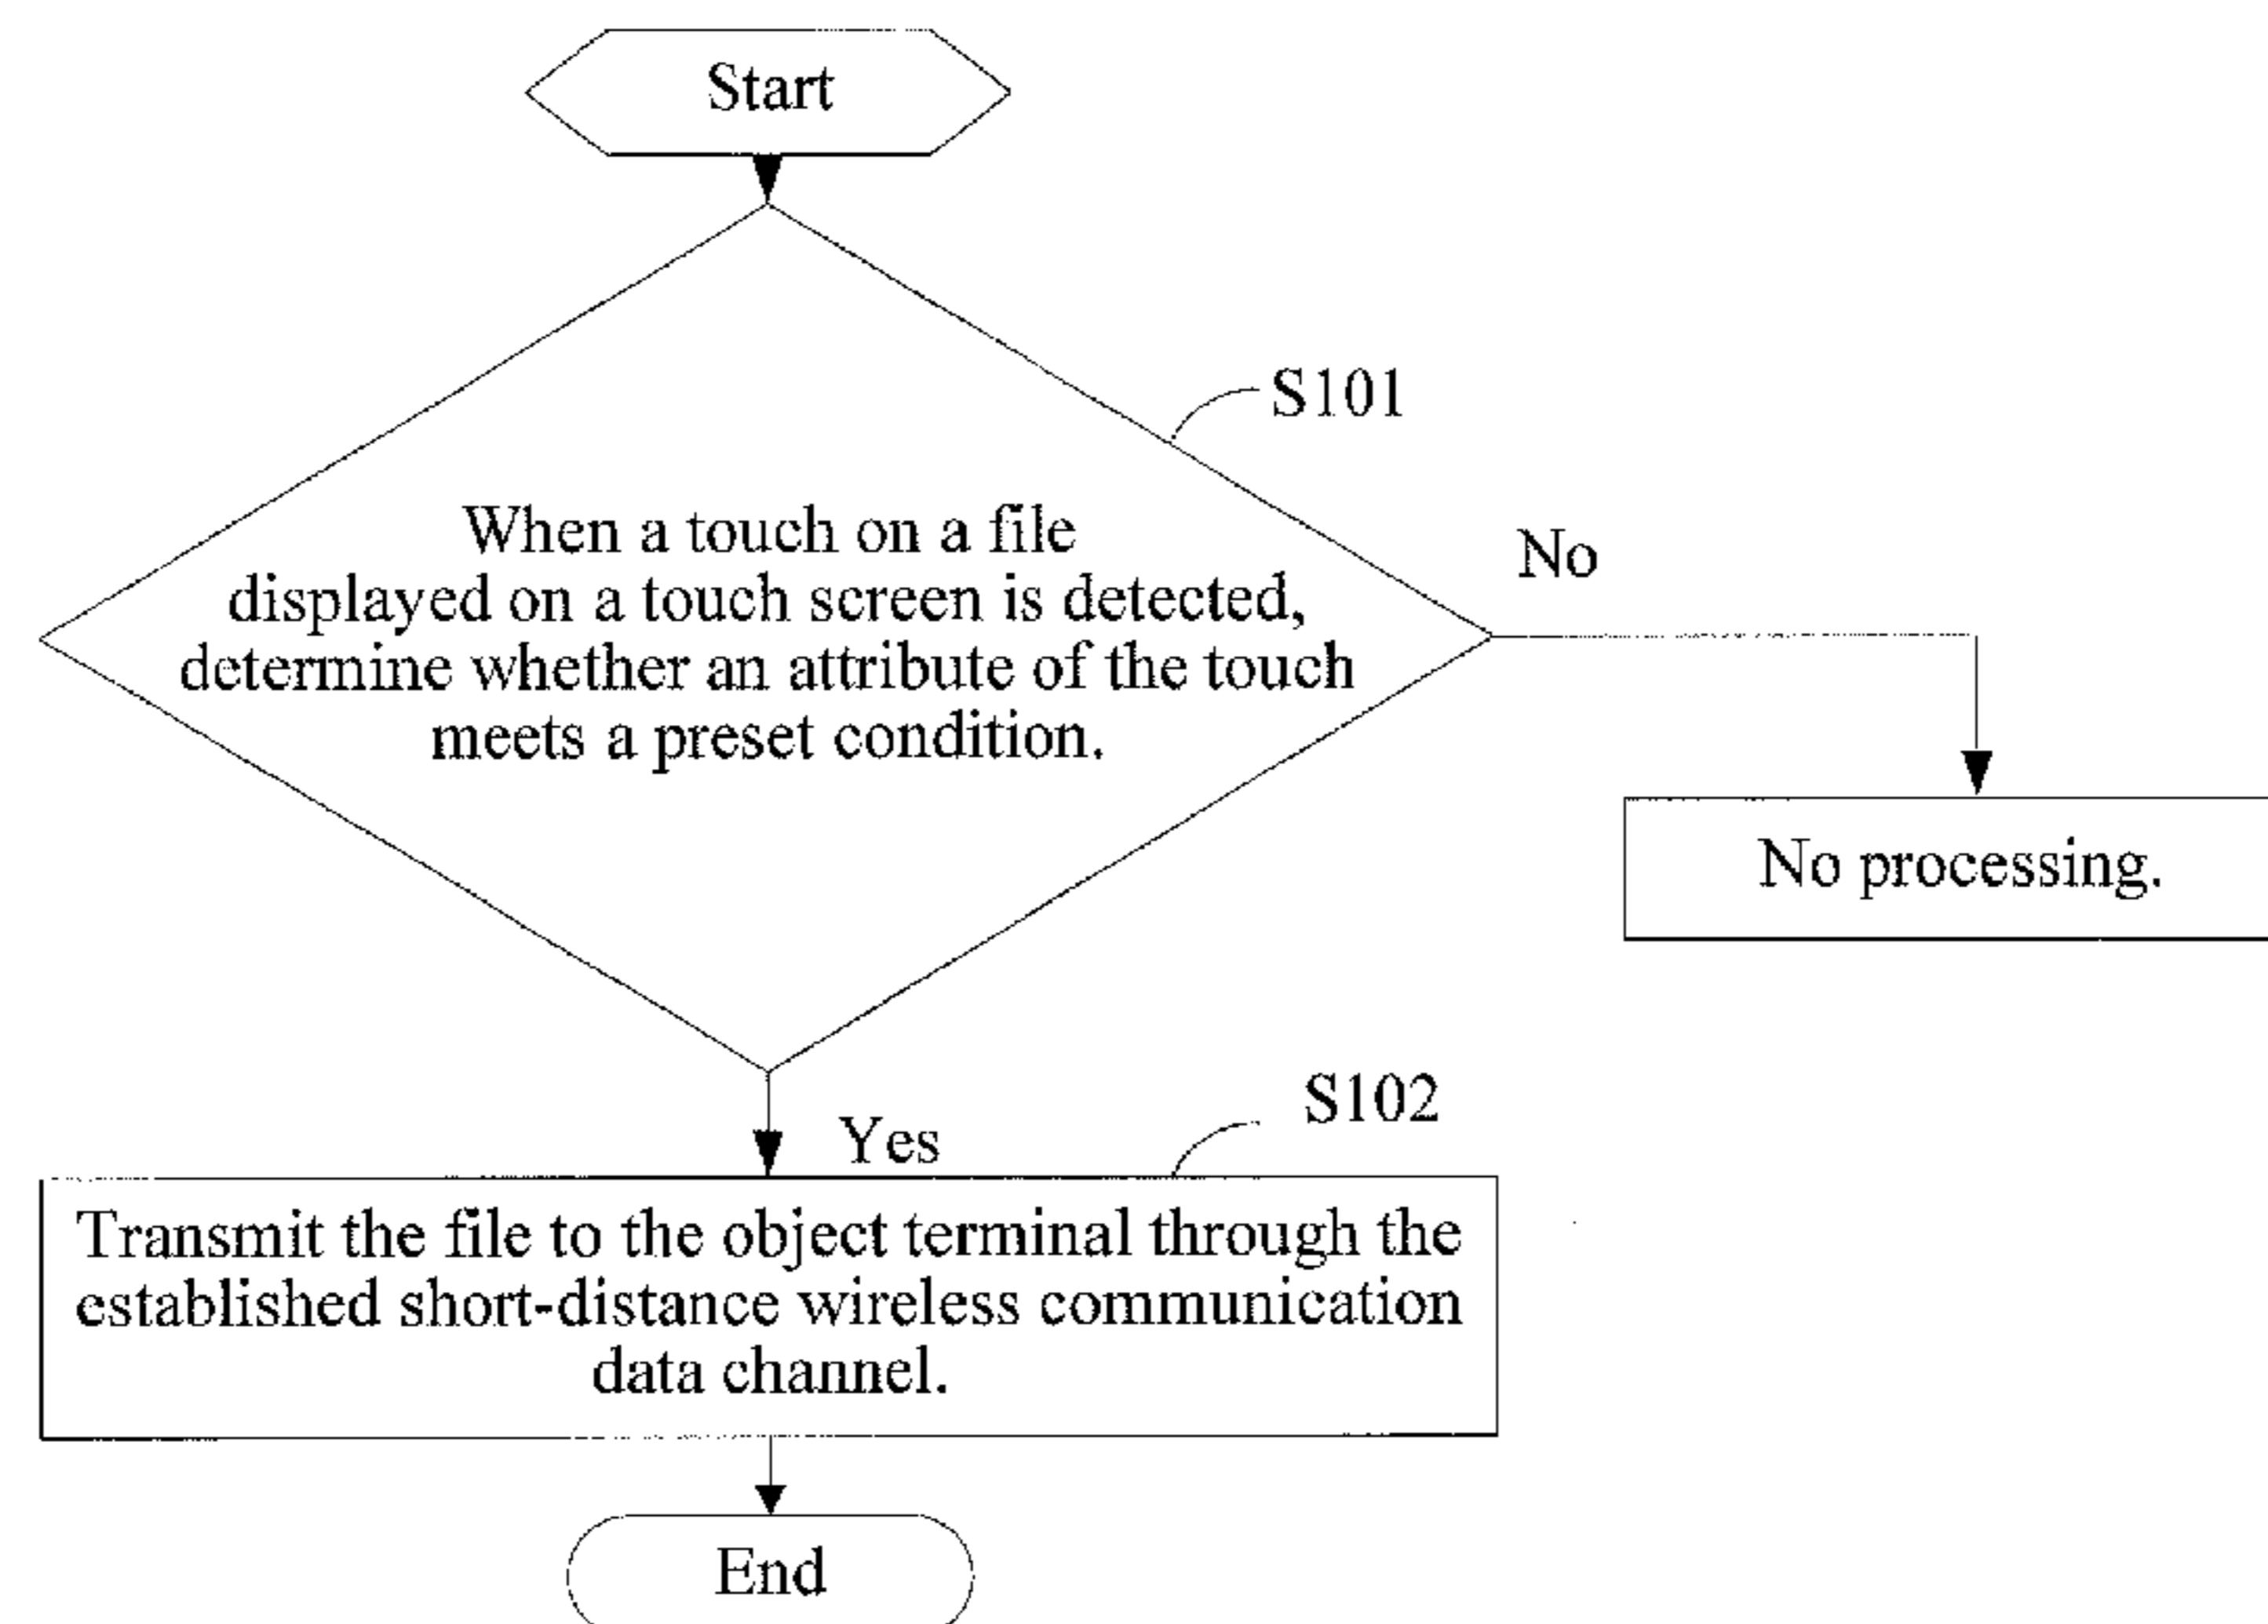 Start
S101
When a touch on a file
displayed on a touch screen is detected,
determine whether an attribute of the touch
meets a preset condition.
No
No processing.
Yes
S102
Transmit the file to the object terminal through the
established short-distance wireless communication
data channel.
End